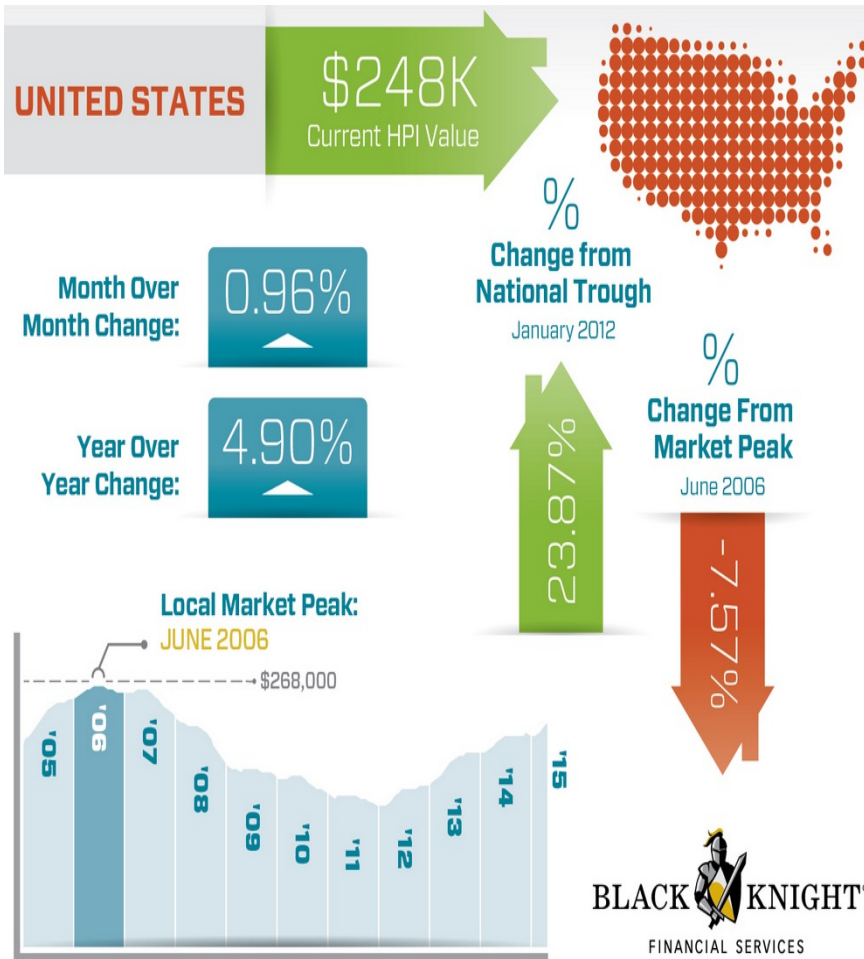 UNITED STATES
$248K
Current HPI Value
Month Over
Month Change:
0.96%
Year Over
Year Change:
4.90%
%
Change from
National Trough
January 2012
23.87%
%
Change From
Market Peak
June 2006
-7.57%
Local Market Peak:
JUNE 2006
$268,000
'05
'06
'07
'08
'09
'10
'11
'12
'13
'14
'15
BLACK KNIGHT®
FINANCIAL SERVICES